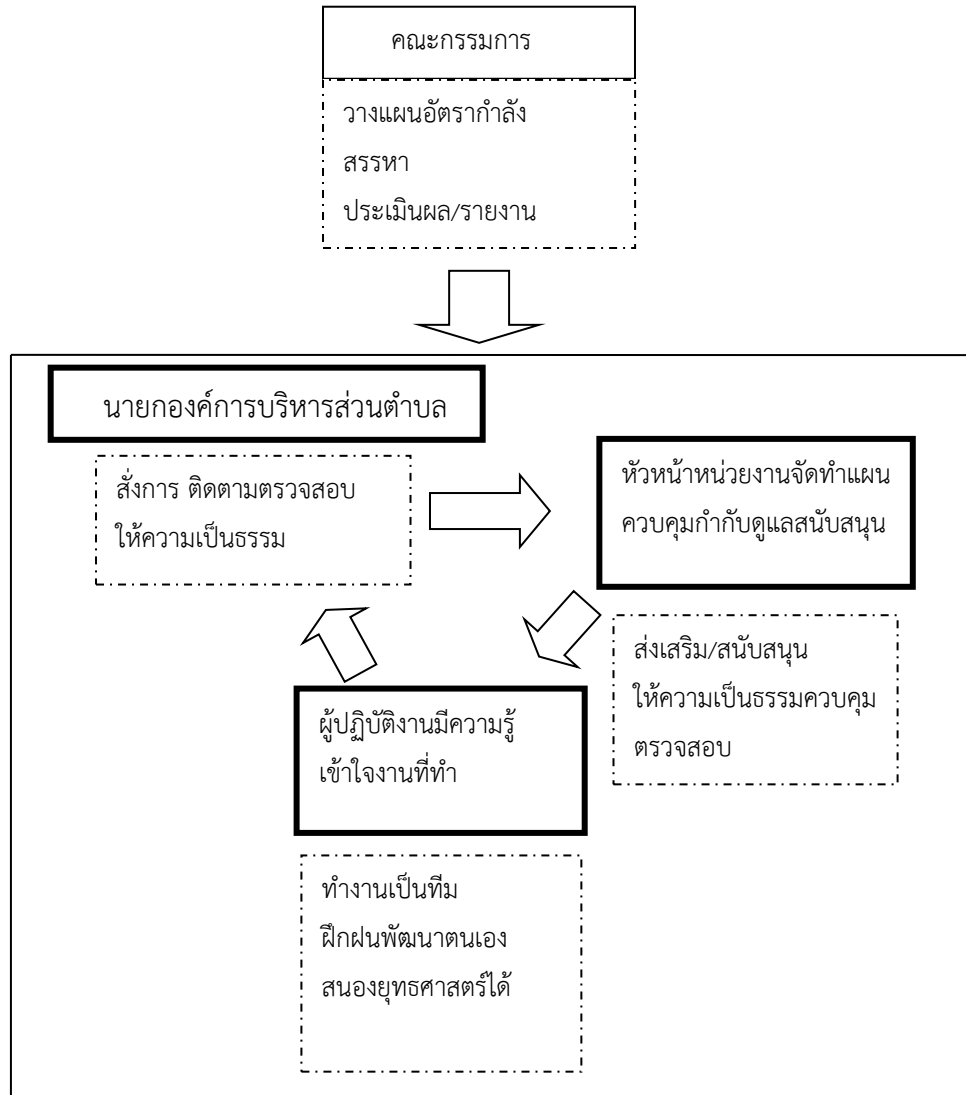 คณะกรรมการ
วางแผนอัตรากำลัง
สรรหา
ประเมินผล/รายงาน
นายกองค์การบริหารส่วนตำบล
สั่งการ ติดตามตรวจสอบ
ให้ความเป็นธรรม
หัวหน้าหน่วยงานจัดทำแผน
ควบคุมกำกับดูแลสนับสนุน
ส่งเสริม/สนับสนุน
ให้ความเป็นธรรมควบคุม
ตรวจสอบ
ผู้ปฏิบัติงานมีความรู้
เข้าใจงานที่ทำ
ทำงานเป็นทีม
ฝึกฝนพัฒนาตนเอง
สนองยุทธศาสตร์ได้